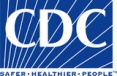 CDC
SAFER • HEALTHIER • PEOPLE™